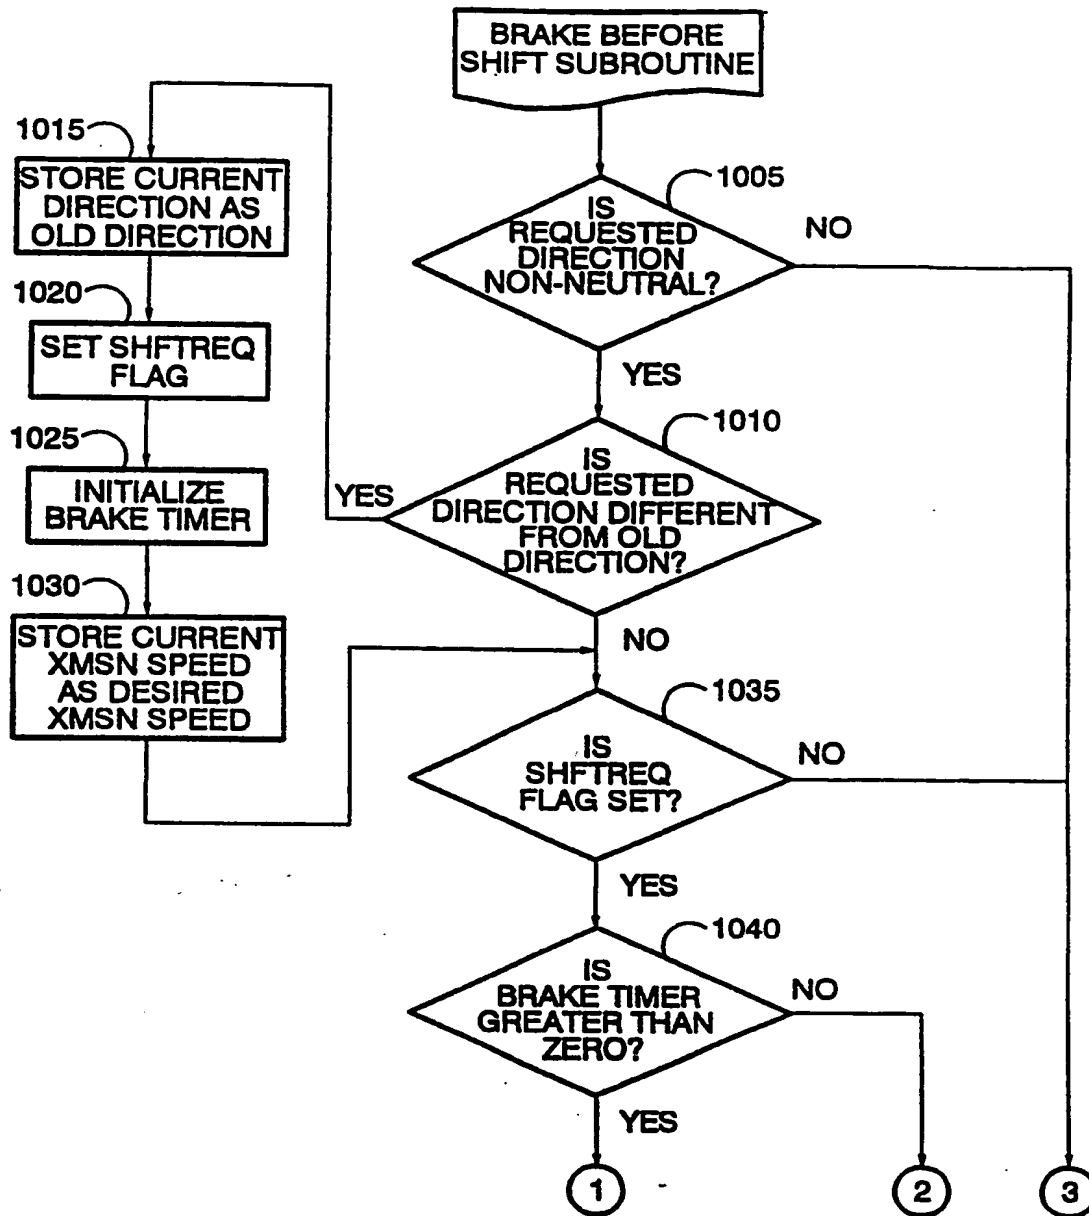 BRAKE BEFORE
SHIFT SUBROUTINE
1005
IS
REQUESTED
DIRECTION
NON-NEUTRAL?
NO
YES
1010
IS
REQUESTED
DIRECTION DIFFERENT
FROM OLD
DIRECTION?
YES
NO
1015
STORE CURRENT
DIRECTION AS
OLD DIRECTION
1020
SET SHFTREQ
FLAG
1025
INITIALIZE
BRAKE TIMER
1030
STORE CURRENT
XMSN SPEED
AS DESIRED
XMSN SPEED
1035
IS
SHFTREQ
FLAG SET?
NO
YES
1040
IS
BRAKE TIMER
GREATER THAN
ZERO?
NO
YES
1
2
3